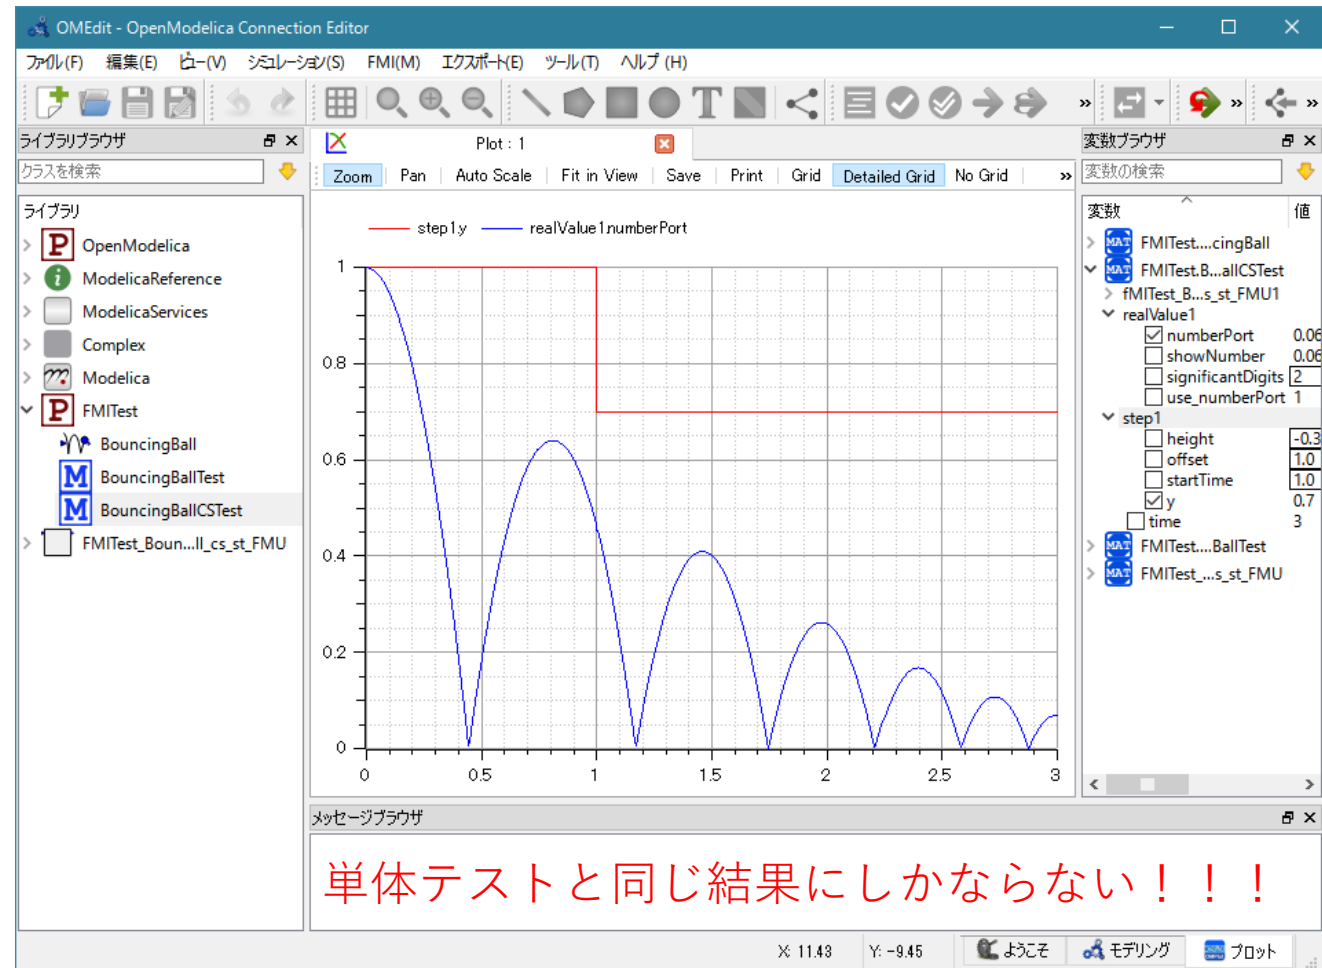 OMEdit - OpenModelica Connection Editor
ファイル(F) 編集(E) ビュー(V) シミュレーション(S) FMI(M) エクスポート(E) ツール(T) ヘルプ (H)
ライブラリブラウザ
クラスを検索
ライブラリ
P OpenModelica
i ModelicaReference
ModelicaServices
Complex
Modelica
P FMITest
BouncingBall
M BouncingBallTest
M BouncingBallCSTest
FMITest_Boun...ll_cs_st_FMU
Plot : 1
Zoom Pan Auto Scale Fit in View Save Print Grid Detailed Grid No Grid »
step1.y realValue1.numberPort
1
0.8
0.6
0.4
0.2
0
0 0.5 1 1.5 2 2.5 3
変数ブラウザ
変数の検索
変数 値
MAT FMITest....cingBall
MAT FMITest.B...allCSTest
fMITest_B...s_st_FMU1
realValue1
numberPort 0.06
showNumber 0.06
significantDigits 2
use_numberPort 1
step1
height -0.3
offset 1.0
startTime 1.0
y 0.7
time 3
MAT FMITest....BallTest
MAT FMITest_...s_st_FMU
メッセージブラウザ
単体テストと同じ結果にしかならない！！！
X: 11.43 Y: -9.45 ようこそ モデリング プロット